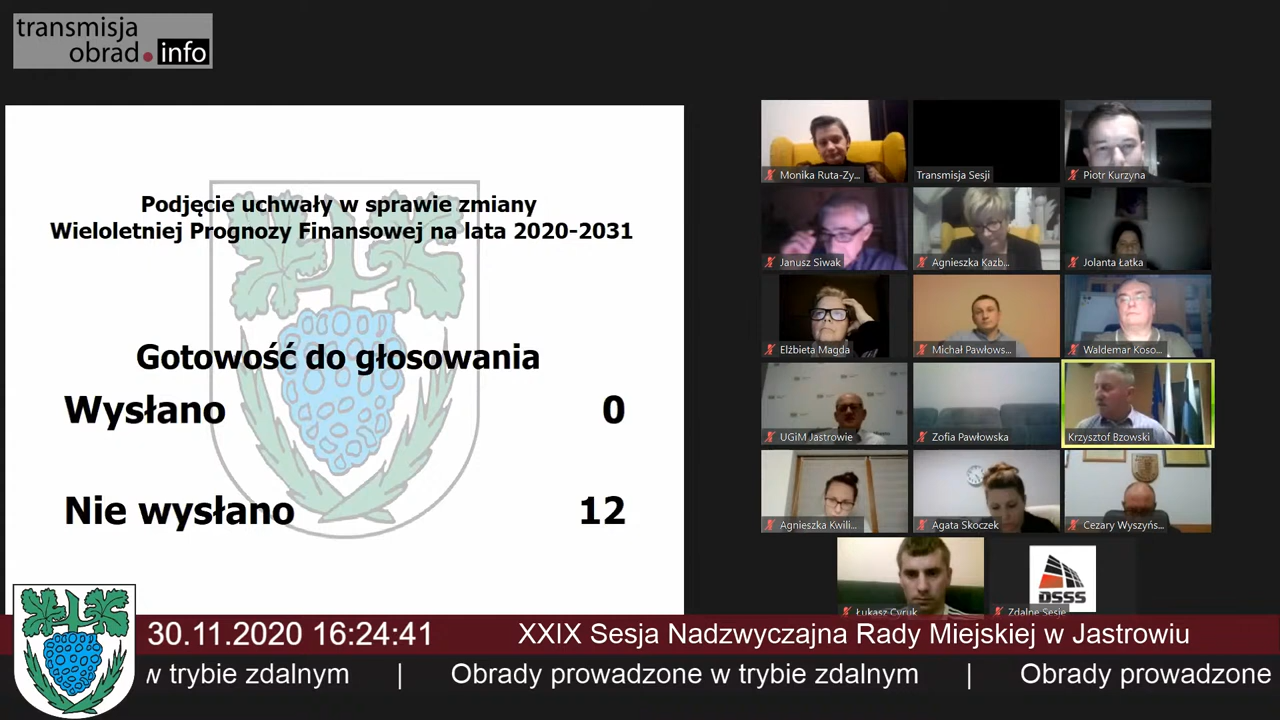 transmisja
obrad.info
Podjęcie uchwały w sprawie zmiany
Wieloletniej Prognozy Finansowej na lata 2020-2031
Gotowość do głosowania
Wysłano 0
Nie wysłano 12
Monika Ruta-Zy...
Transmisja Sesji
Piotr Kurzyna
Janusz Siwak
Agnieszka Kazb...
Jolanta Łatka
Elżbieta Magda
Michał Pawłows...
Waldemar Koso...
UGiM Jastrowie
Zofia Pawłowska
Krzysztof Bzowski
Agnieszka Kwili...
Agata Skoczek
Cezary Wyszyńs...
Łukasz Cyruk
DSSS
Zdalne Sesje
30.11.2020 16:24:41
XXIX Sesja Nadzwyczajna Rady Miejskiej w Jastrowiu
w trybie zdalnym | Obrady prowadzone w trybie zdalnym | Obrady prowadzone